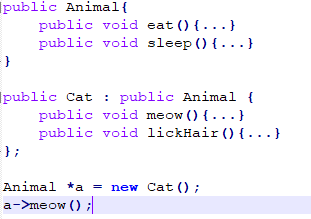 public Animal{
    public void eat(){...}
    public void sleep(){...}
}

public Cat : public Animal {
    public void meow(){...}
    public void lickHair(){...}
};

Animal *a = new Cat();
a->meow();